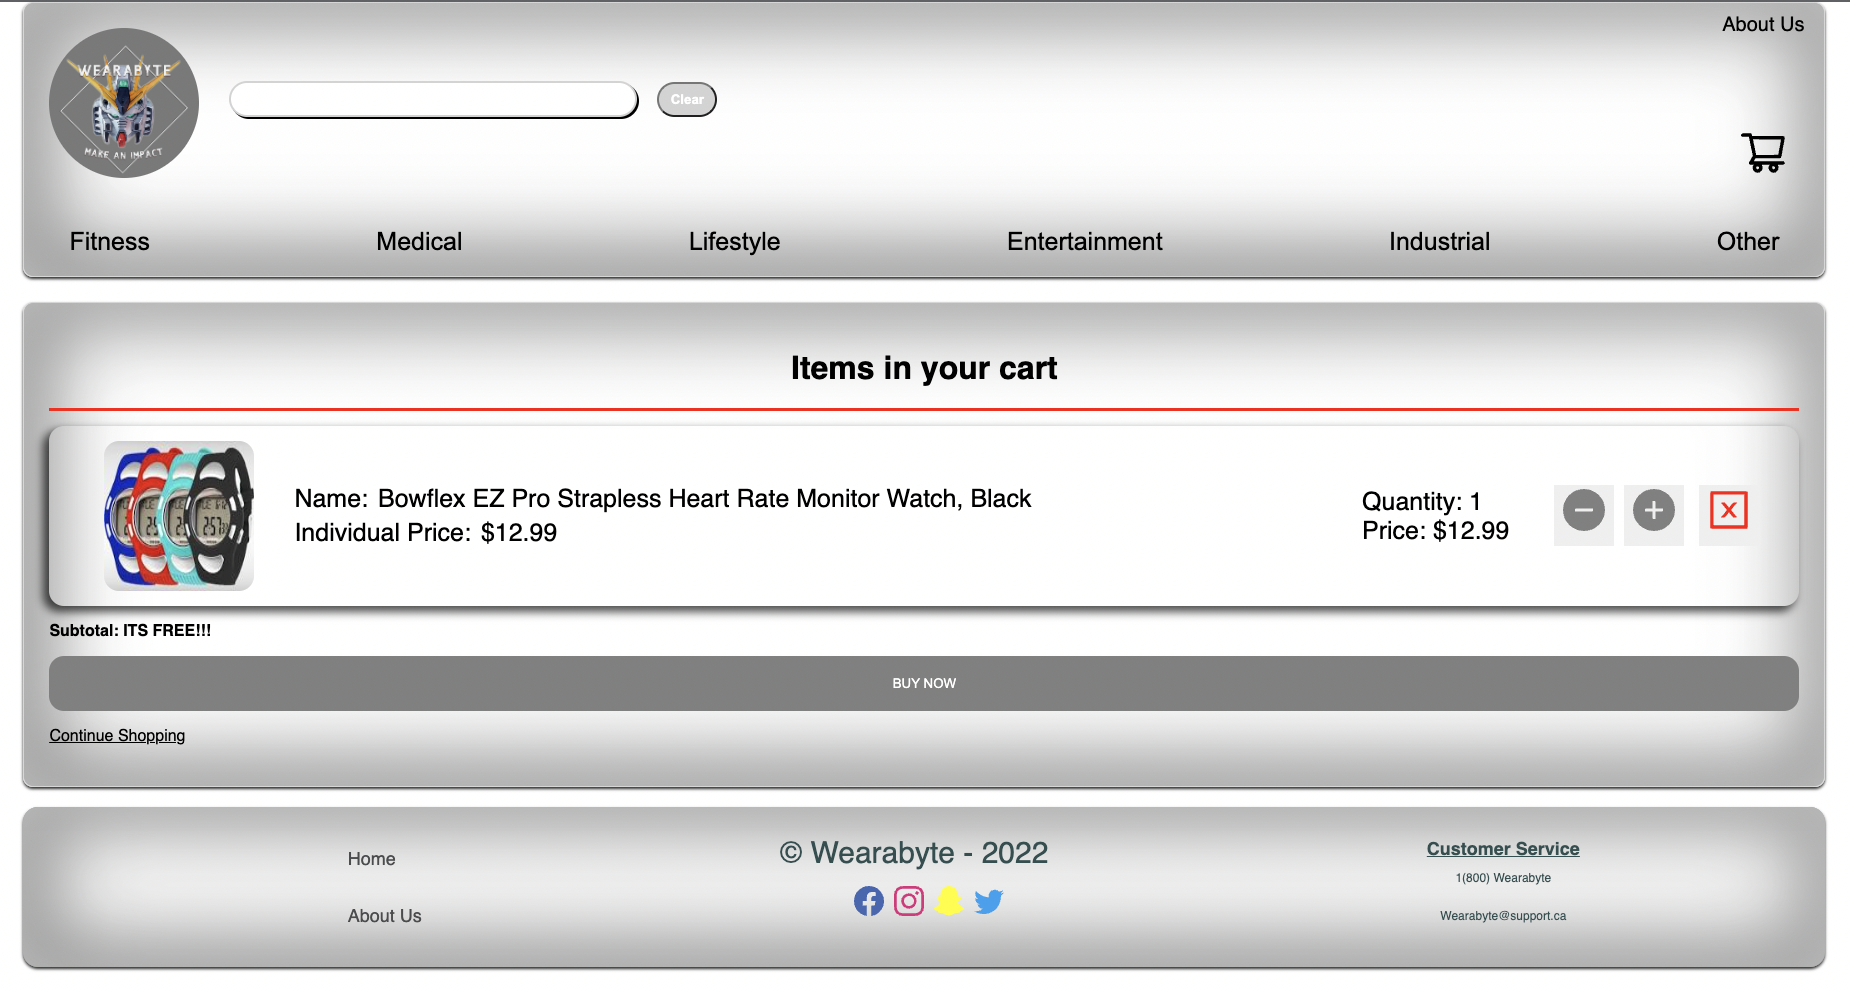 About Us
WEARABYTE
MAKE AN IMPACT
Clear
Fitness Medical Lifestyle Entertainment Industrial Other
Items in your cart
Name: Bowflex EZ Pro Strapless Heart Rate Monitor Watch, Black
Individual Price: $12.99
Quantity: 1
Price: $12.99
Subtotal: ITS FREE!!!
BUY NOW
Continue Shopping
Home
About Us
© Wearabyte - 2022
Customer Service
1(800) Wearabyte
Wearabyte@support.ca